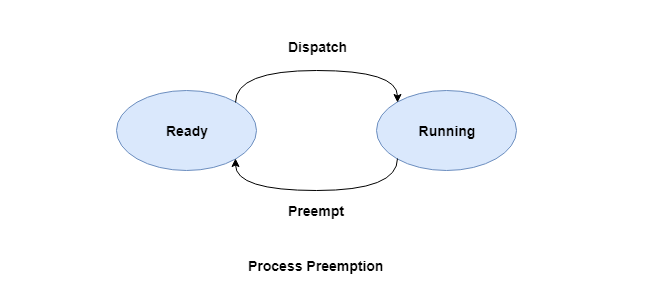 Dispatch
Ready
Running
Preempt
Process Preemption